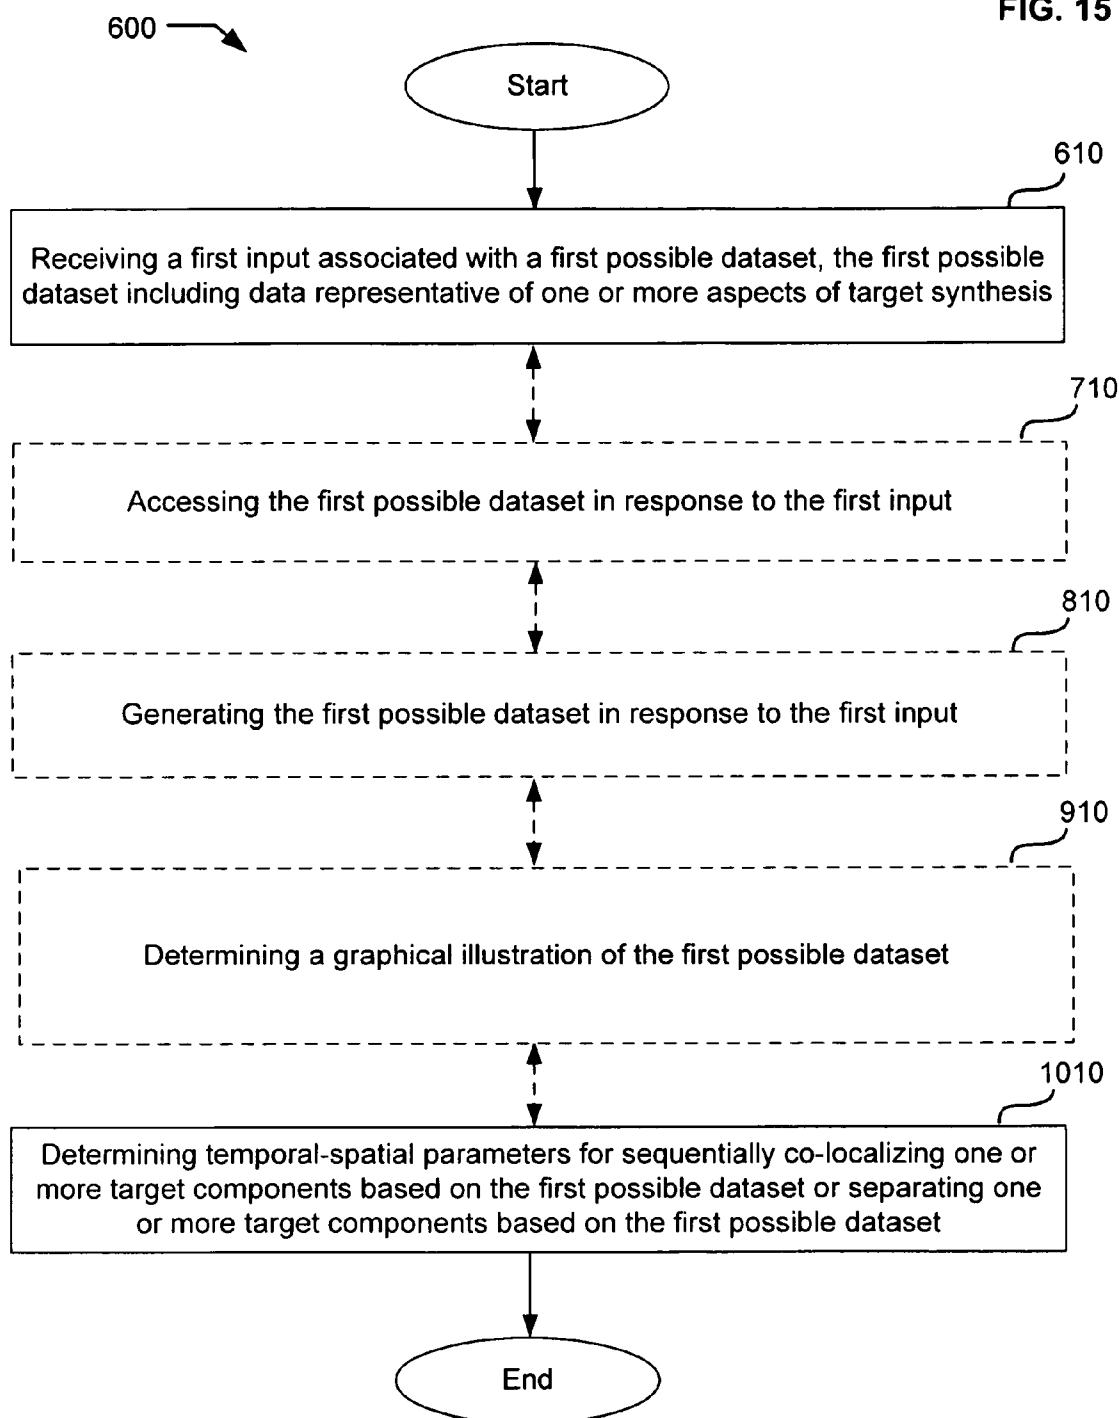 FIG. 15
600
Start
610
Receiving a first input associated with a first possible dataset, the first possible
dataset including data representative of one or more aspects of target synthesis
710
Accessing the first possible dataset in response to the first input
810
Generating the first possible dataset in response to the first input
910
Determining a graphical illustration of the first possible dataset
1010
Determining temporal-spatial parameters for sequentially co-localizing one or
more target components based on the first possible dataset or separating one
or more target components based on the first possible dataset
End